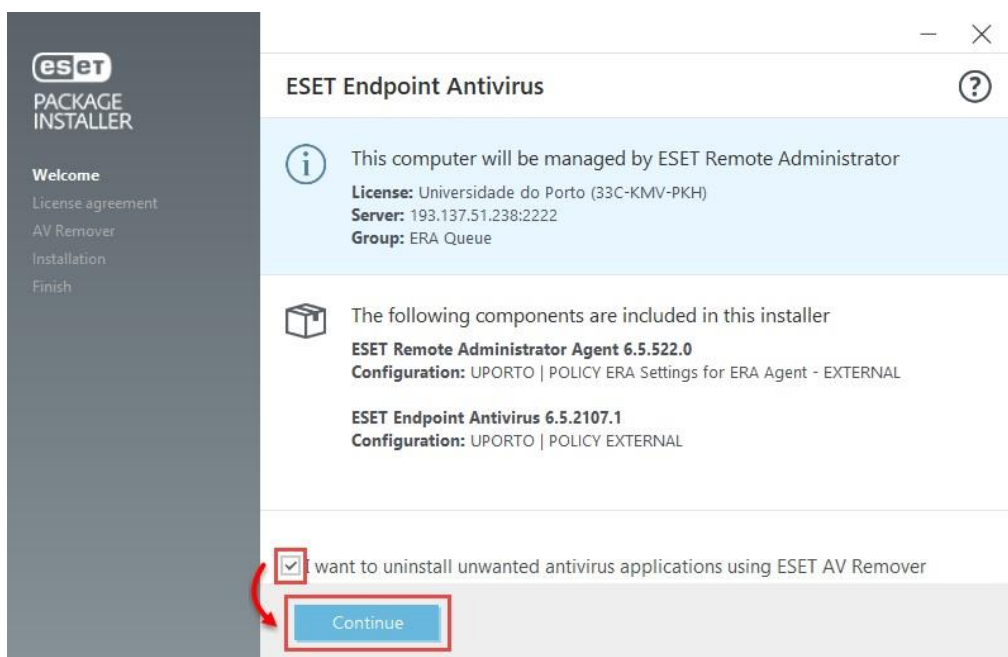 eset
PACKAGE
INSTALLER
Welcome
License agreement
AV Remover
Installation
Finish
ESET Endpoint Antivirus
?
i
This computer will be managed by ESET Remote Administrator
License: Universidade do Porto (33C-KMV-PKH)
Server: 193.137.51.238:2222
Group: ERA Queue
The following components are included in this installer
ESET Remote Administrator Agent 6.5.522.0
Configuration: UPORTO | POLICY ERA Settings for ERA Agent - EXTERNAL
ESET Endpoint Antivirus 6.5.2107.1
Configuration: UPORTO | POLICY EXTERNAL
I want to uninstall unwanted antivirus applications using ESET AV Remover
Continue